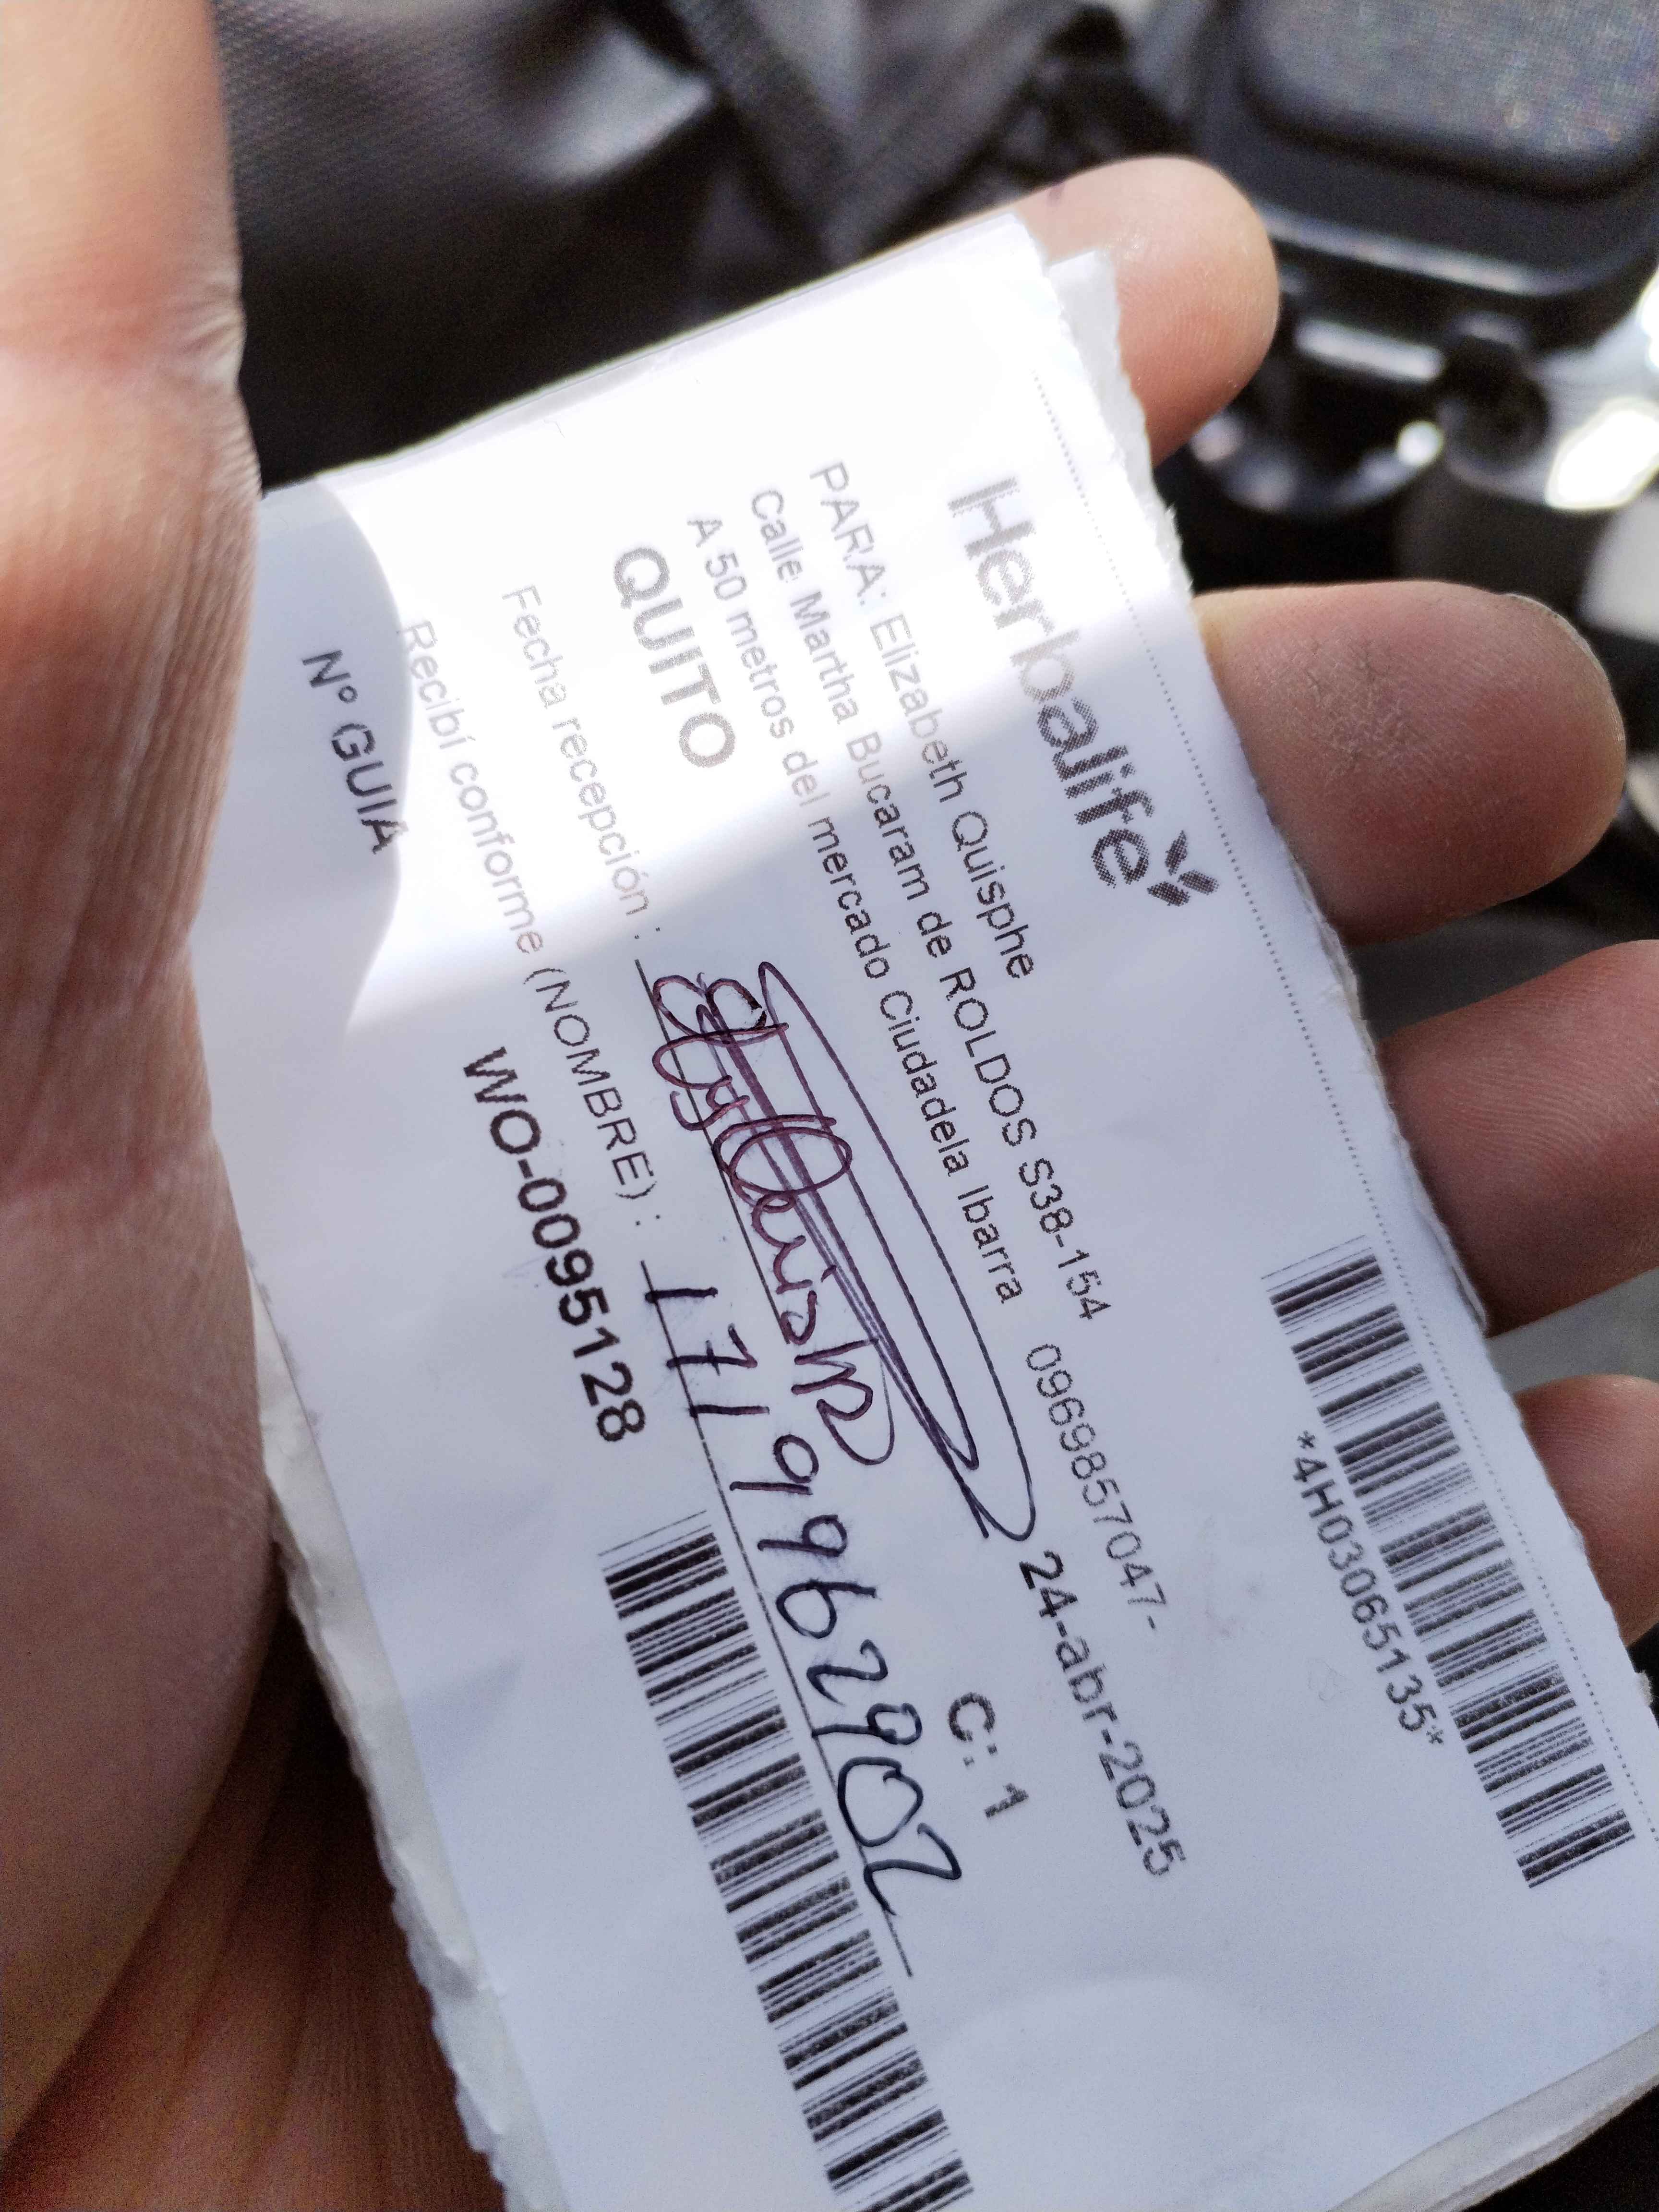 Herbalife
*4H03065135*
PARA: Elizabeth Quisphe
Calle Martha Bucaram de ROLDOS S38-154 0969857047-
A 50 metros del mercado Ciudadela Ibarra
QUITO
24-abr-2025
C: 1
Fecha recepción :
Recibí conforme (NOMBRE) : 1719962902
Nº GUIA WO-0095128